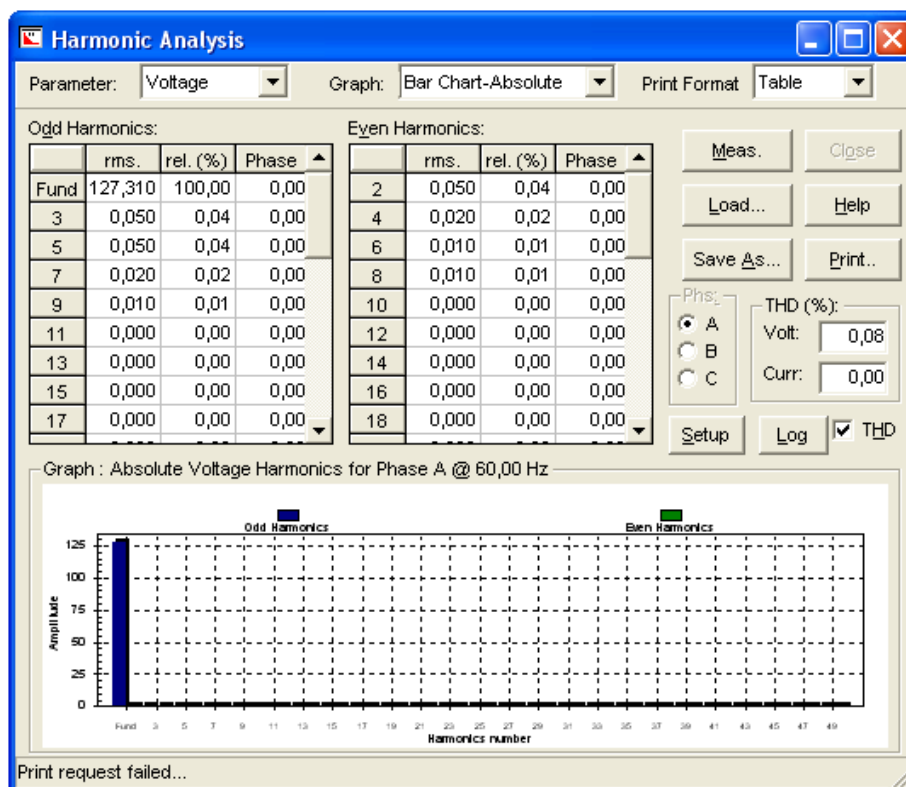 Harmonic Analysis
Parameter: Voltage Graph: Bar Chart-Absolute Print Format Table
Odd Harmonics: Even Harmonics:
rms. rel. (%) Phase rms. rel. (%) Phase Meas. Close
Fund 127,310 100,00 0,00 2 0,050 0,04 0,00
3 0,050 0,04 0,00 4 0,020 0,02 0,00 Load... Help
5 0,050 0,04 0,00 6 0,010 0,01 0,00
7 0,020 0,02 0,00 8 0,010 0,01 0,00 Save As... Print..
9 0,010 0,01 0,00 10 0,000 0,00 0,00 Phs: THD (%):
11 0,000 0,00 0,00 12 0,000 0,00 0,00 A Volt: 0,08
13 0,000 0,00 0,00 14 0,000 0,00 0,00 B
15 0,000 0,00 0,00 16 0,000 0,00 0,00 C Curr: 0,00
17 0,000 0,00 0,00 18 0,000 0,00 0,00 Setup Log THD
Graph : Absolute Voltage Harmonics for Phase A @ 60,00 Hz
Odd Harmonics Even Harmonics
125
100
75
50
25
0
Amplitude
Fund 3 5 7 9 11 13 15 17 19 21 23 25 27 29 31 33 35 37 39 41 43 45 47 49
Harmonics number
Print request failed...